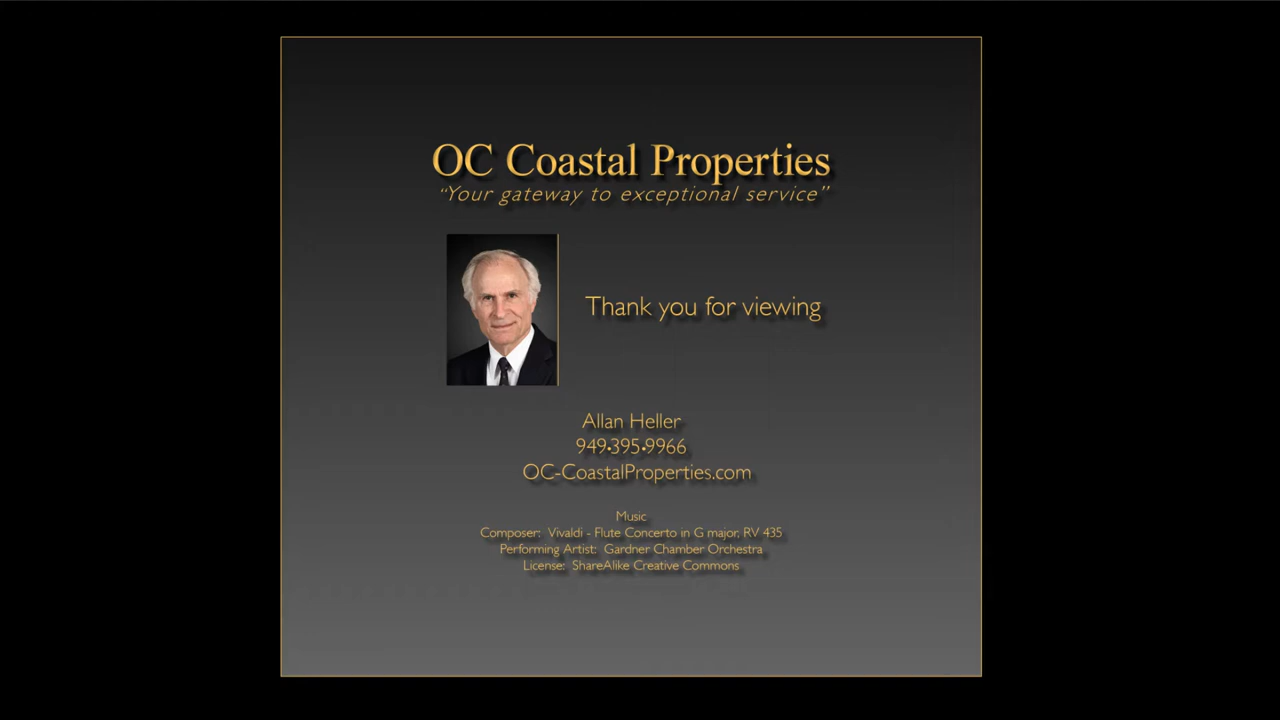 OC Coastal Properties
“Your gateway to exceptional service”
Thank you for viewing
Allan Heller
949•395•9966
OC-CoastalProperties.com
Music
Composer: Vivaldi - Flute Concerto in G major, RV 435
Performing Artist: Gardner Chamber Orchestra
License: ShareAlike Creative Commons